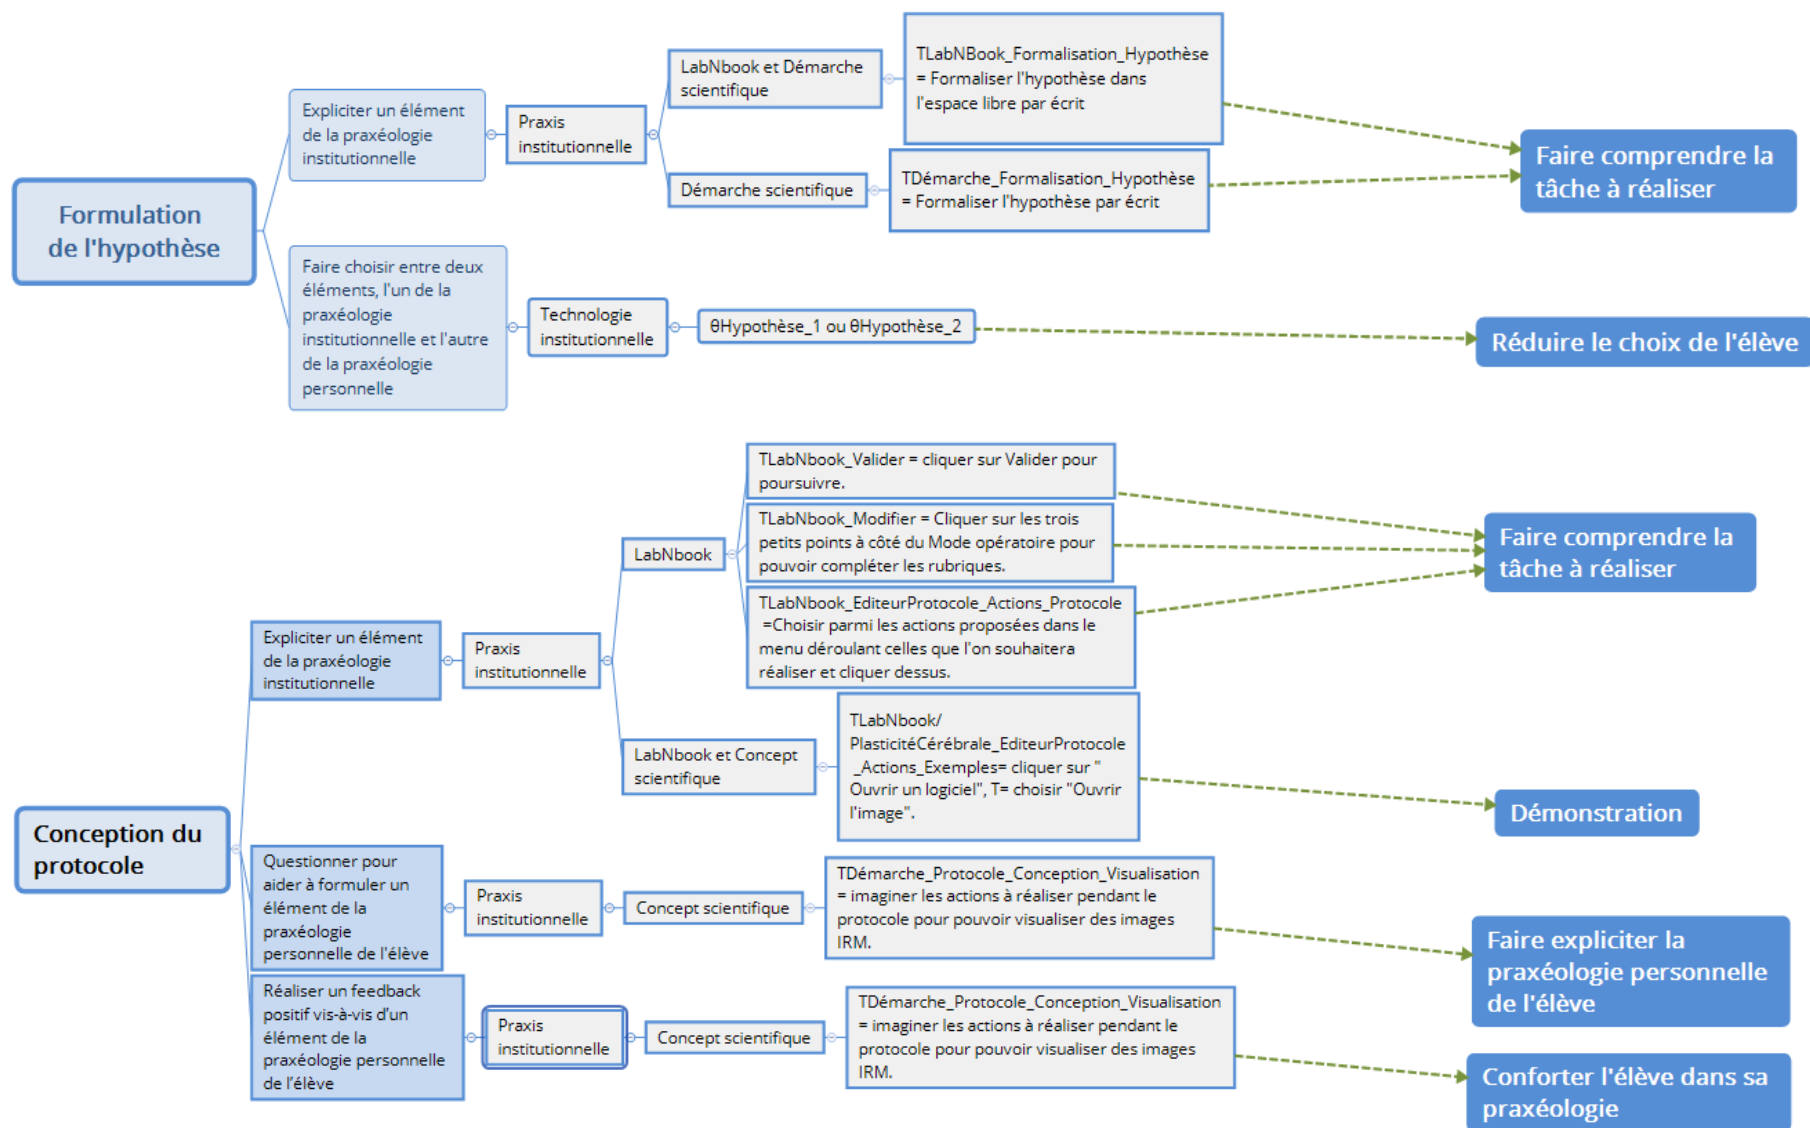 Formulation
de l'hypothèse
Expliciter un élément
de la praxéologie
institutionnelle
Praxis
institutionnelle
LabNbook et Démarche
scientifique
TLabNBook_Formalisation_Hypothèse
= Formaliser l'hypothèse dans
l'espace libre par écrit
Démarche scientifique
TDémarche_Formalisation_Hypothèse
= Formaliser l'hypothèse par écrit
Faire comprendre la
tâche à réaliser
Faire choisir entre deux
éléments, l'un de la
praxéologie
institutionnelle et l'autre
de la praxéologie
personnelle
Technologie
institutionnelle
θHypothèse_1 ou θHypothèse_2
Réduire le choix de l'élève
Conception du
protocole
Expliciter un élément
de la praxéologie
institutionnelle
Praxis
institutionnelle
LabNbook
TLabNbook_Valider = cliquer sur Valider pour
poursuivre.
TLabNbook_Modifier = Cliquer sur les trois
petits points à côté du Mode opératoire pour
pouvoir compléter les rubriques.
TLabNbook_EditeurProtocole_Actions_Protocole
=Choisir parmi les actions proposées dans le
menu déroulant celles que l'on souhaitera
réaliser et cliquer dessus.
Faire comprendre la
tâche à réaliser
LabNbook et Concept
scientifique
TLabNbook/
PlasticitéCérébrale_EditeurProtocole
_Actions_Exemples= cliquer sur "
Ouvrir un logiciel", T= choisir "Ouvrir
l'image".
Démonstration
Questionner pour
aider à formuler un
élément de la
praxéologie
personnelle de l'élève
Praxis
institutionnelle
Concept scientifique
TDémarche_Protocole_Conception_Visualisation
= imaginer les actions à réaliser pendant le
protocole pour pouvoir visualiser des images
IRM.
Faire expliciter la
praxéologie personnelle
de l'élève
Réaliser un feedback
positif vis-à-vis d'un
élément de la
praxéologie personnelle
de l'élève
Praxis
institutionnelle
Concept scientifique
TDémarche_Protocole_Conception_Visualisation
= imaginer les actions à réaliser pendant le
protocole pour pouvoir visualiser des images
IRM.
Conforter l'élève dans sa
praxéologie